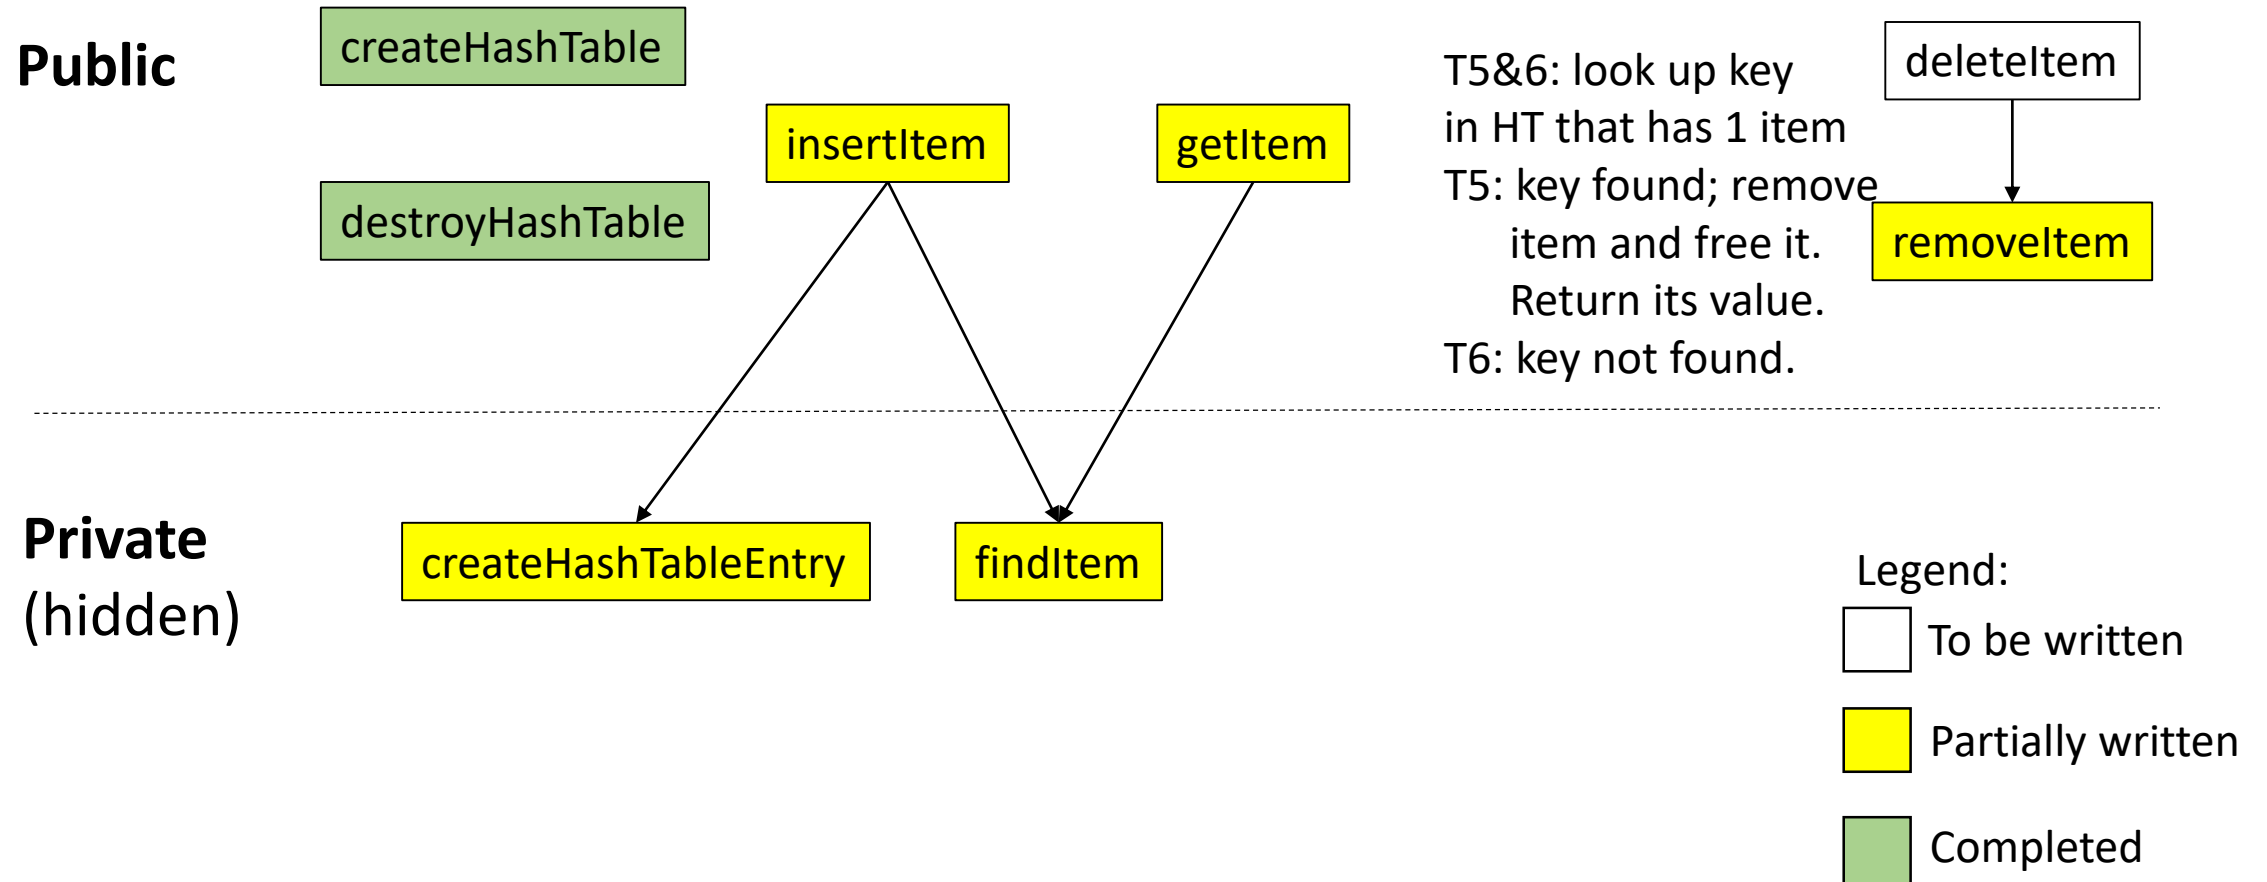 Public
createHashTable
destroyHashTable
insertItem
getItem
T5&6: look up key
in HT that has 1 item
T5: key found; remove
item and free it.
Return its value.
T6: key not found.
deleteItem
removeItem
Private
(hidden)
createHashTableEntry
findItem
Legend:
To be written
Partially written
Completed